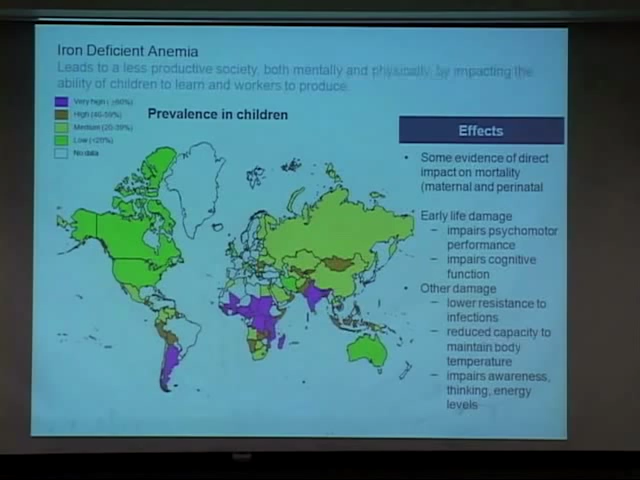 Iron Deficient Anemia
Leads to a less productive society, both mentally and physically, by impacting the
ability of children to learn and workers to produce.
Very high (>60%)
High (40-59%)
Medium (20-39%)
Low (<20%)
No data
Prevalence in children
Effects
• Some evidence of direct
impact on mortality
(maternal and perinatal
Early life damage
– impairs psychomotor
performance
– impairs cognitive
function
• Other damage
– lower resistance to
infections
– reduced capacity to
maintain body
temperature
– impairs awareness,
thinking, energy
levels